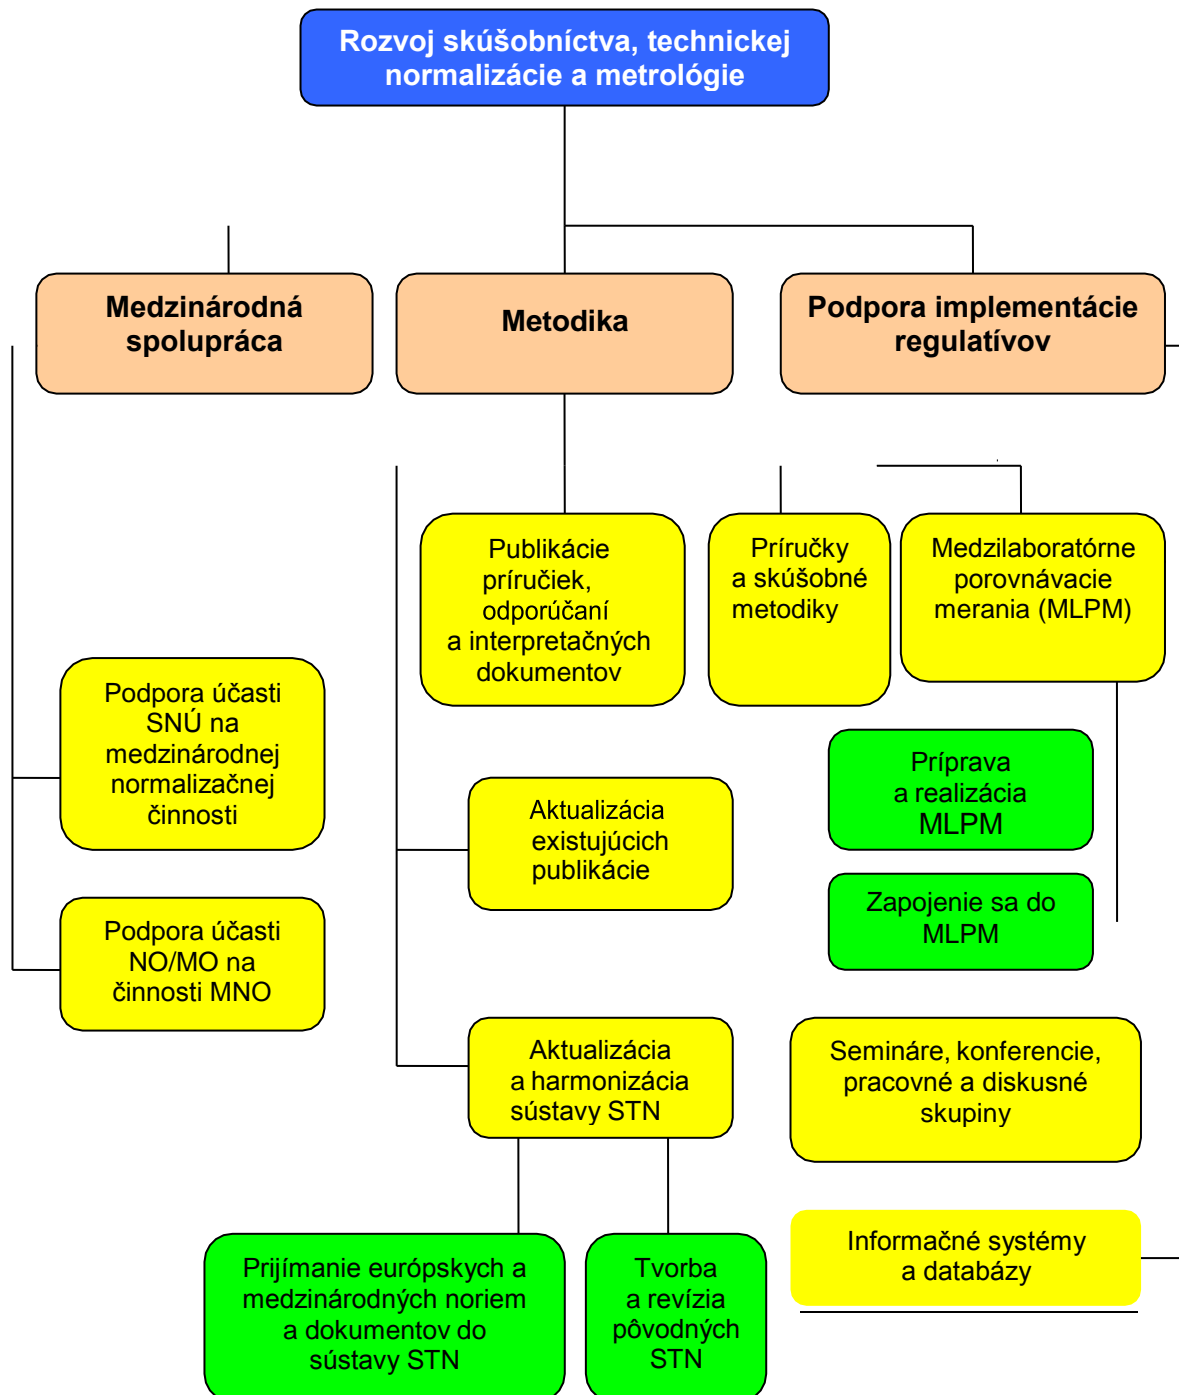 Rozvoj skúšobníctva, technickej
normalizácie a metrológie
Medzinárodná
spolupráca
Metodika
Podpora implementácie
regulatívov
Publikácie
príručiek,
odporúčaní
a interpretačných
dokumentov
Príručky
a skúšobné
metodiky
Medzilaboratórne
porovnávacie
merania (MLPM)
Podpora účasti
SNÚ na
medzinárodnej
normalizačnej
činnosti
Príprava
a realizácia
MLPM
Aktualizácia
existujúcich
publikácie
Zapojenie sa do
MLPM
Podpora účasti
NO/MO na
činnosti MNO
Aktualizácia
a harmonizácia
sústavy STN
Semináre, konferencie,
pracovné a diskusné
skupiny
Prijímanie európskych a
medzinárodných noriem
a dokumentov do
sústavy STN
Tvorba
a revízia
pôvodných
STN
Informačné systémy
a databázy